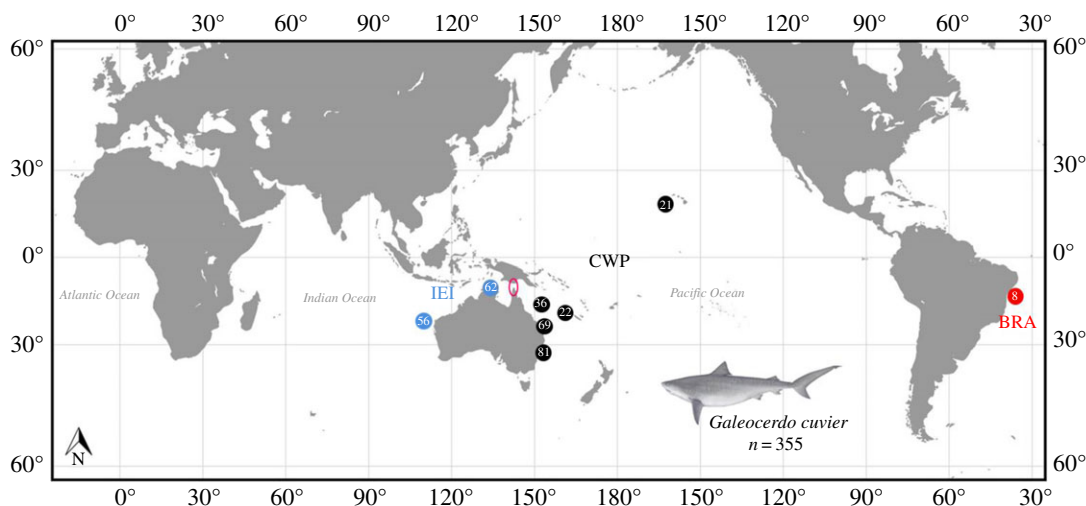 0° 30° 60° 90° 120° 150° 180° 150° 120° 90° 60° 30°
60° 60°
30° 30°
21
0° 0°
CWP
Atlantic Ocean Indian Ocean IEI 62 Pacific Ocean 8
36
56 22 BRA
69
30° 30°
81
Galeocerdo cuvier
n = 355
N
60° 60°
0° 30° 60° 90° 120° 150° 180° 150° 120° 90° 60° 30°